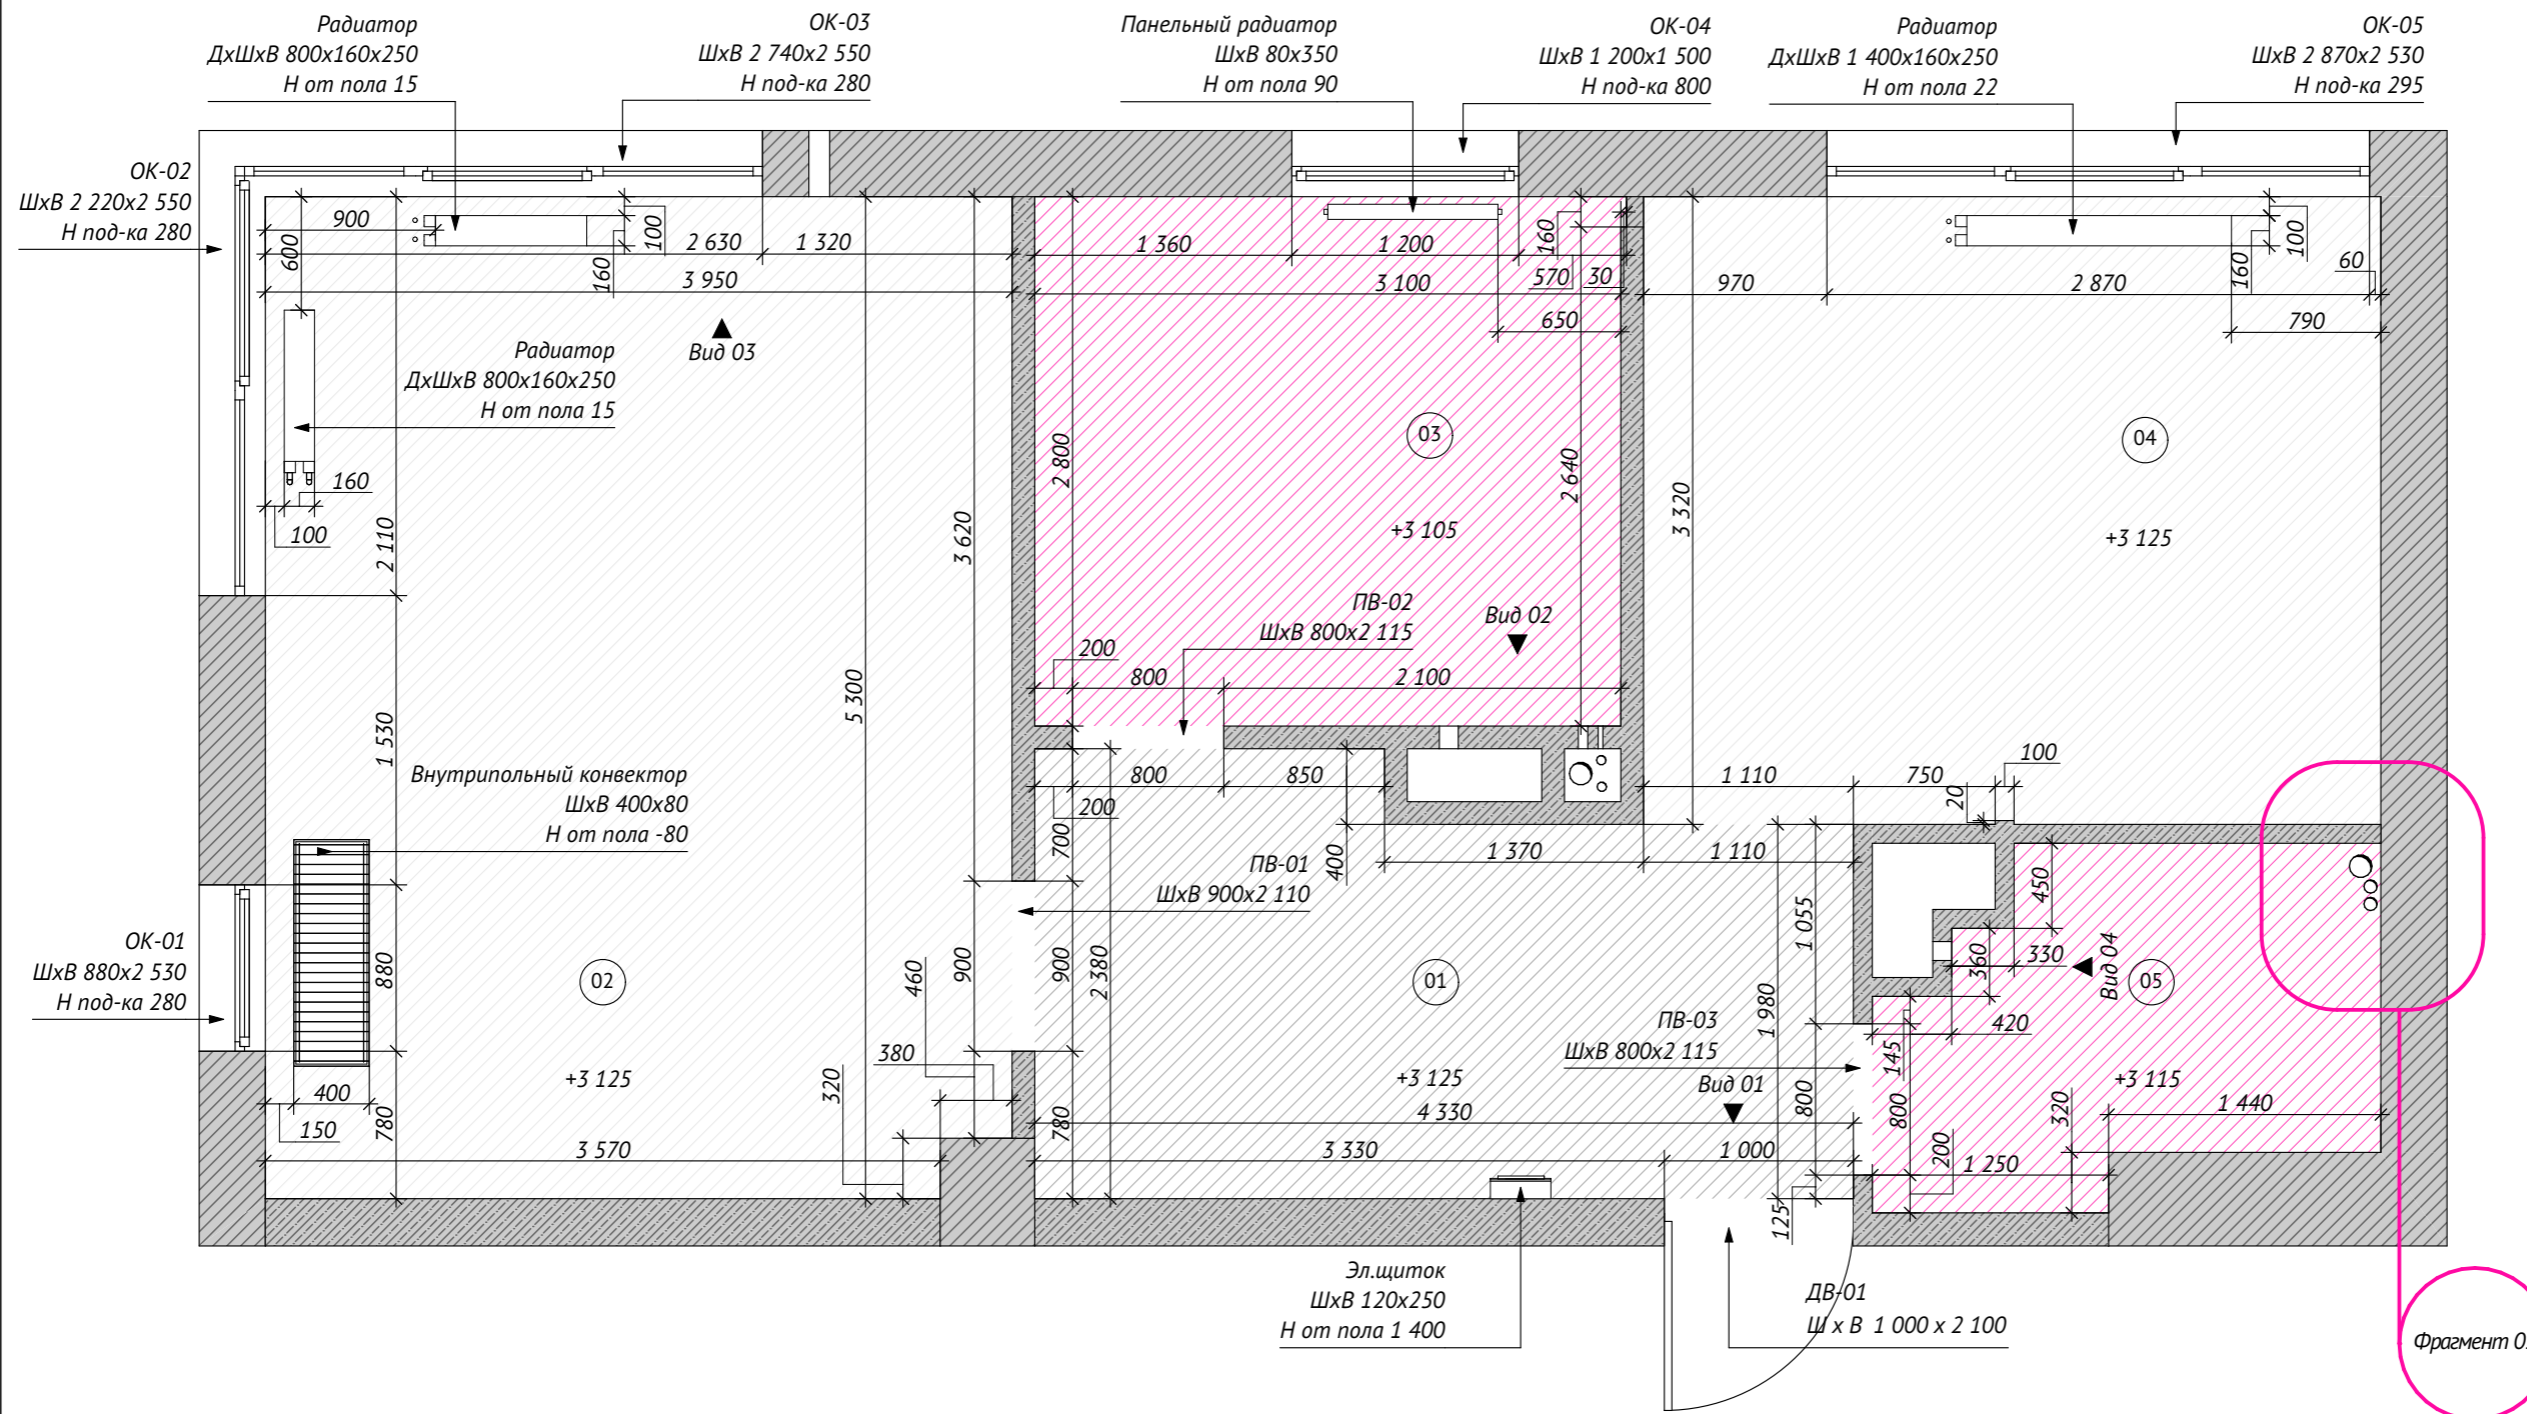 Радиатор
ДхШхВ 800х160х250
Н от пола 15
ОК-03
ШхВ 2 740х2 550
Н под-ка 280
Панельный радиатор
ШхВ 80х350
Н от пола 90
ОК-04
ШхВ 1 200х1 500
Н под-ка 800
Радиатор
ДхШхВ 1 400х160х250
Н от пола 22
ОК-05
ШхВ 2 870х2 530
Н под-ка 295
ОК-02
ШхВ 2 220х2 550
Н под-ка 280
900
600
2 630
1 320
100
160
3 950
1 360
1 200
160
570
30
3 100
650
970
2 870
160
100
60
790
Вид 03
Радиатор
ДхШхВ 800х160х250
Н от пола 15
160
100
2 110
3 620
2 800
03
2 640
+3 105
3 320
04
+3 125
ПВ-02
ШхВ 800х2 115
Вид 02
200
800
2 100
5 300
1 530
Внутрипольный конвектор
ШхВ 400х80
Н от пола -80
800
850
200
700
400
1 370
1 110
1 110
750
100
20
ПВ-01
ШхВ 900х2 110
450
1 055
360
330
Вид 04
05
ОК-01
ШхВ 880х2 530
Н под-ка 280
880
02
460
900
900
2 380
01
1 980
ПВ-03
ШхВ 800х2 115
420
145
380
320
+3 125
+3 125
Вид 01
800
800
+3 115
400
150
780
780
4 330
320
1 440
3 570
3 330
1 000
200
1 250
125
Эл.щиток
ШхВ 120х250
Н от пола 1 400
ДВ-01
Ш х В 1 000 х 2 100
Фрагмент 0